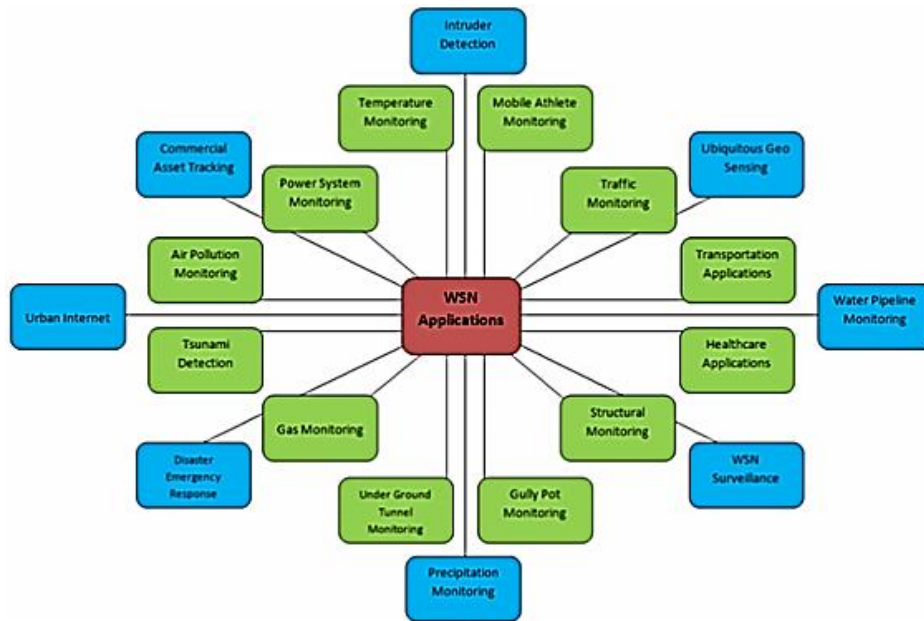 Intruder
Detection
Temperature
Monitoring
Mobile Athlete
Monitoring
Commercial
Asset Tracking
Ubiquitous Geo
Sensing
Power System
Monitoring
Traffic
Monitoring
Air Pollution
Monitoring
Transportation
Applications
Urban Internet
WSN
Applications
Water Pipeline
Monitoring
Tsunami
Detection
Healthcare
Applications
Gas Monitoring
Structural
Monitoring
Disaster
Emergency
Response
WSN
Surveillance
Under Ground
Tunnel
Monitoring
Gully Pot
Monitoring
Precipitation
Monitoring